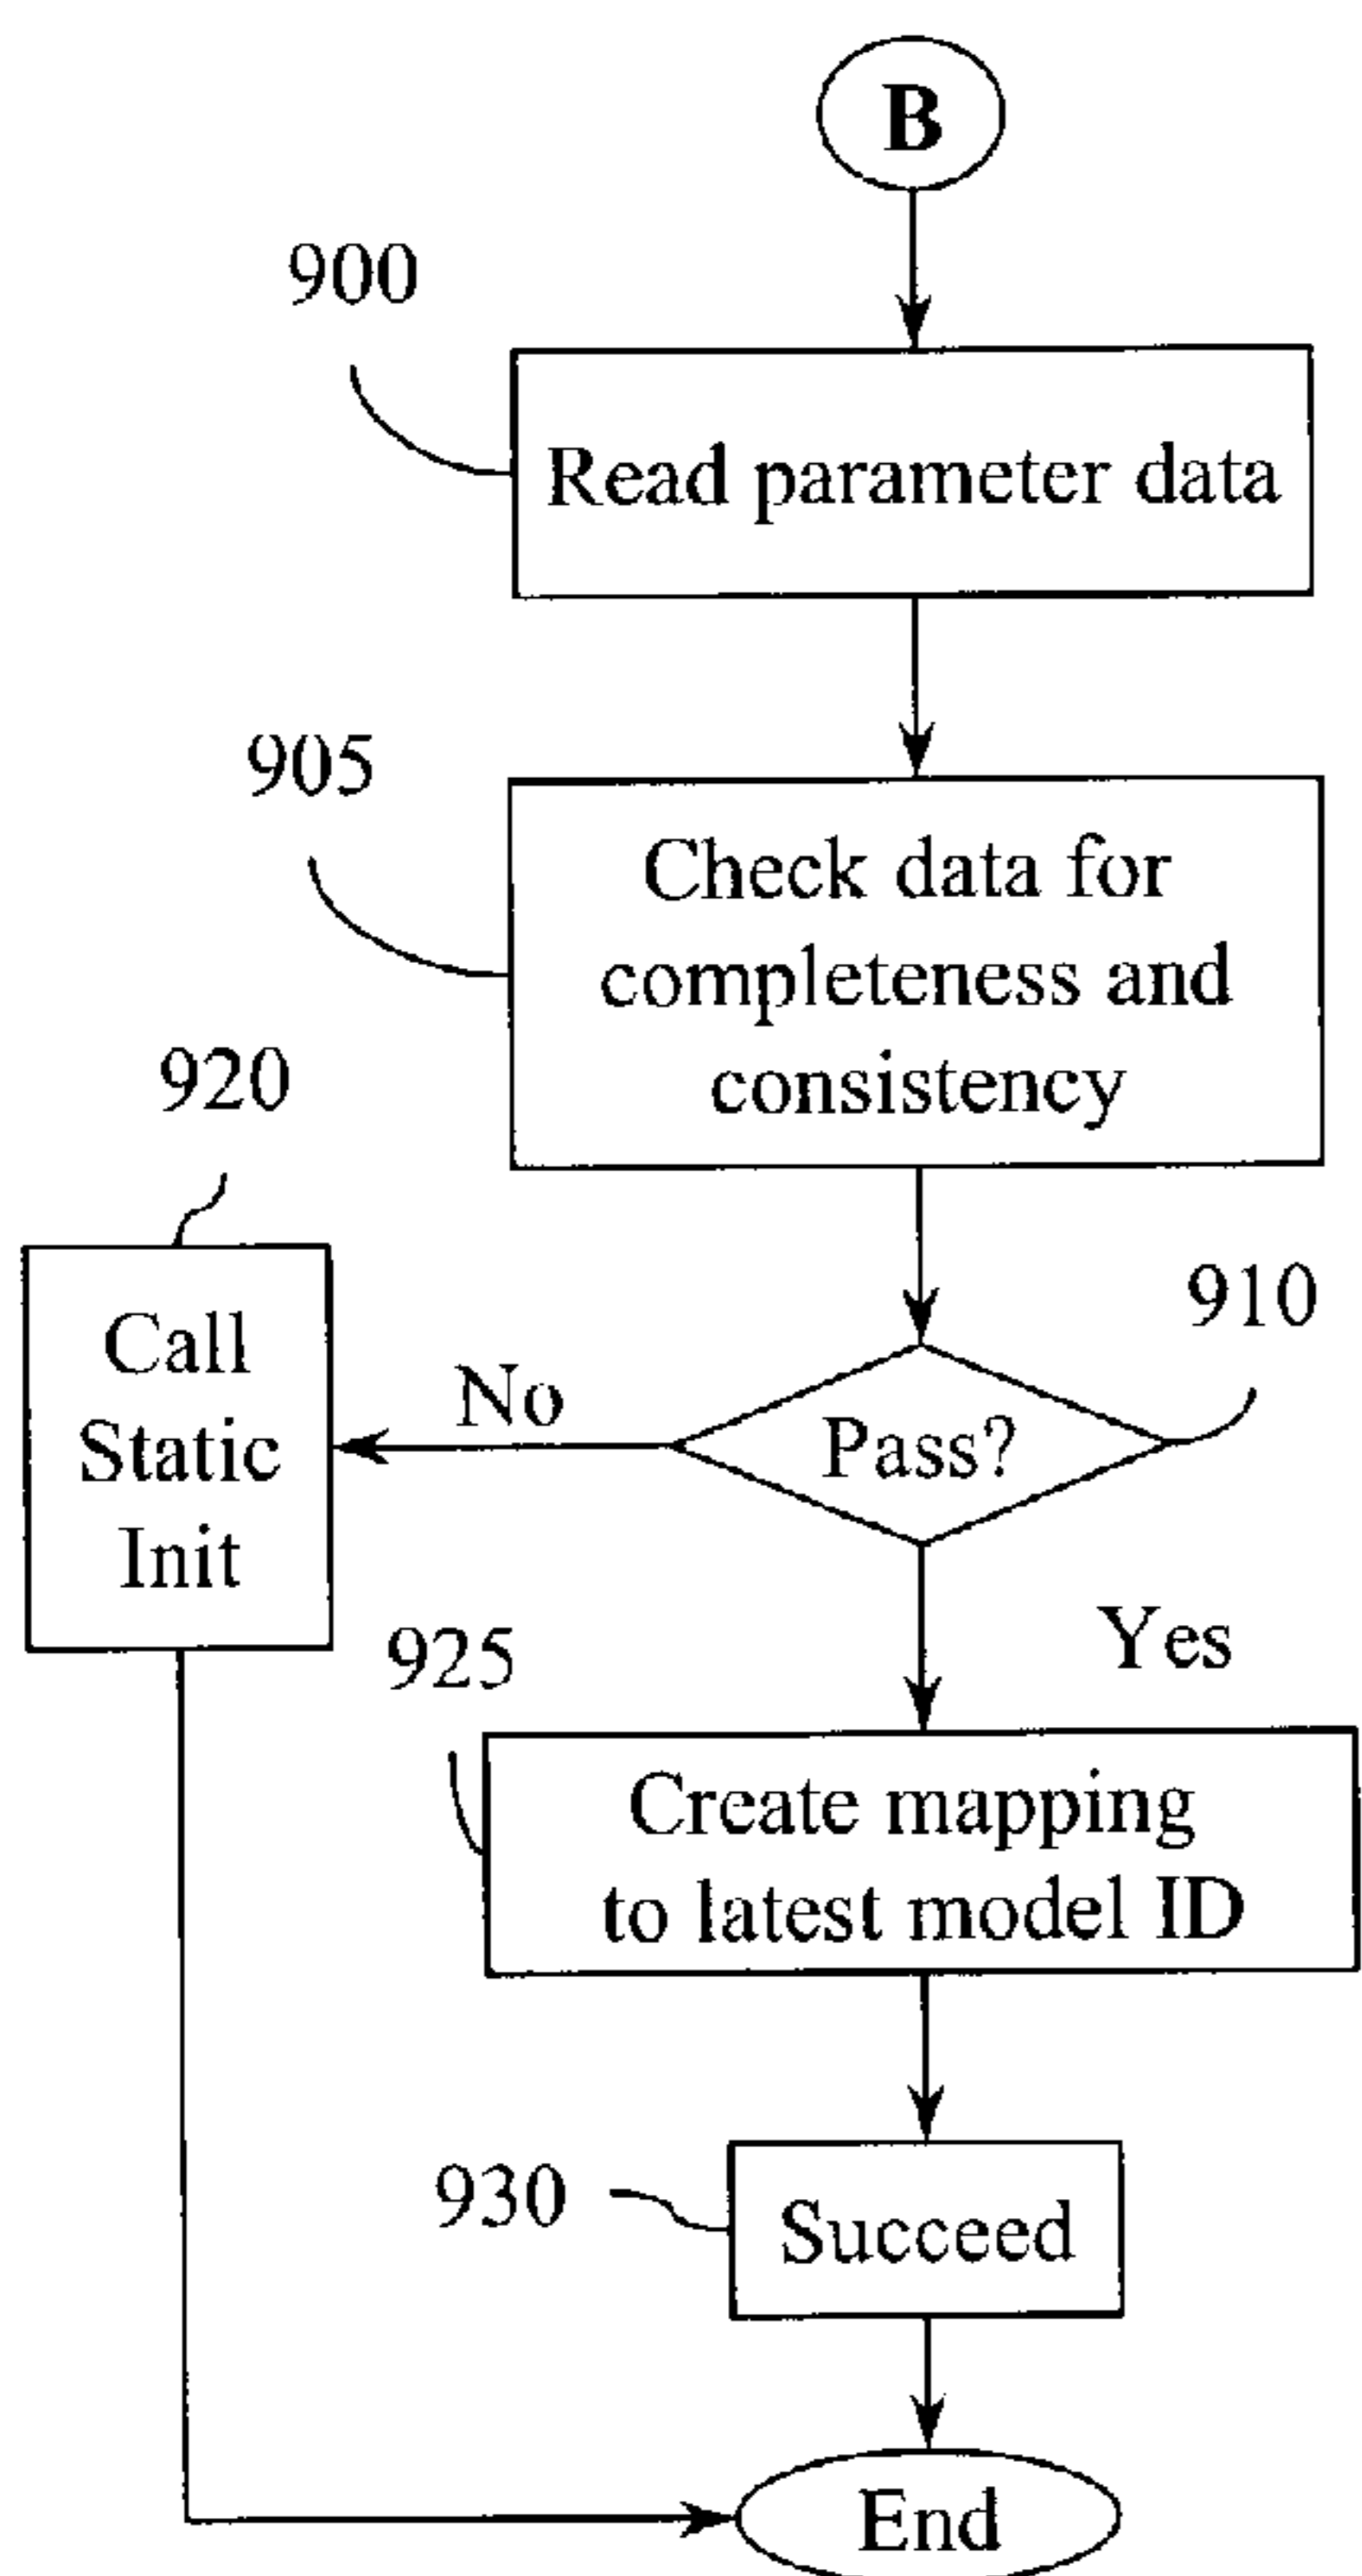 B
900
Read parameter data
905
Check data for
completeness and
consistency
920
Call
Static
Init
No
Pass?
910
Yes
925
Create mapping
to latest model ID
930
Succeed
End